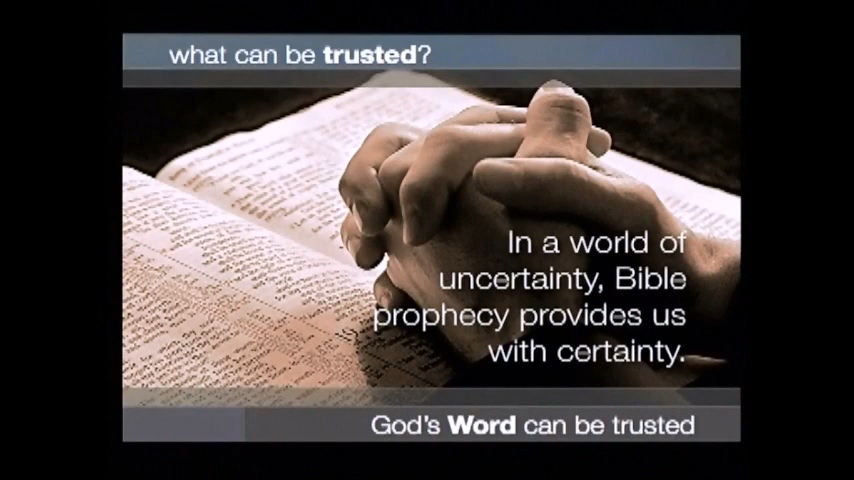 what can be trusted?
In a world of
uncertainty, Bible
prophecy provides us
with certainty.
God's Word can be trusted